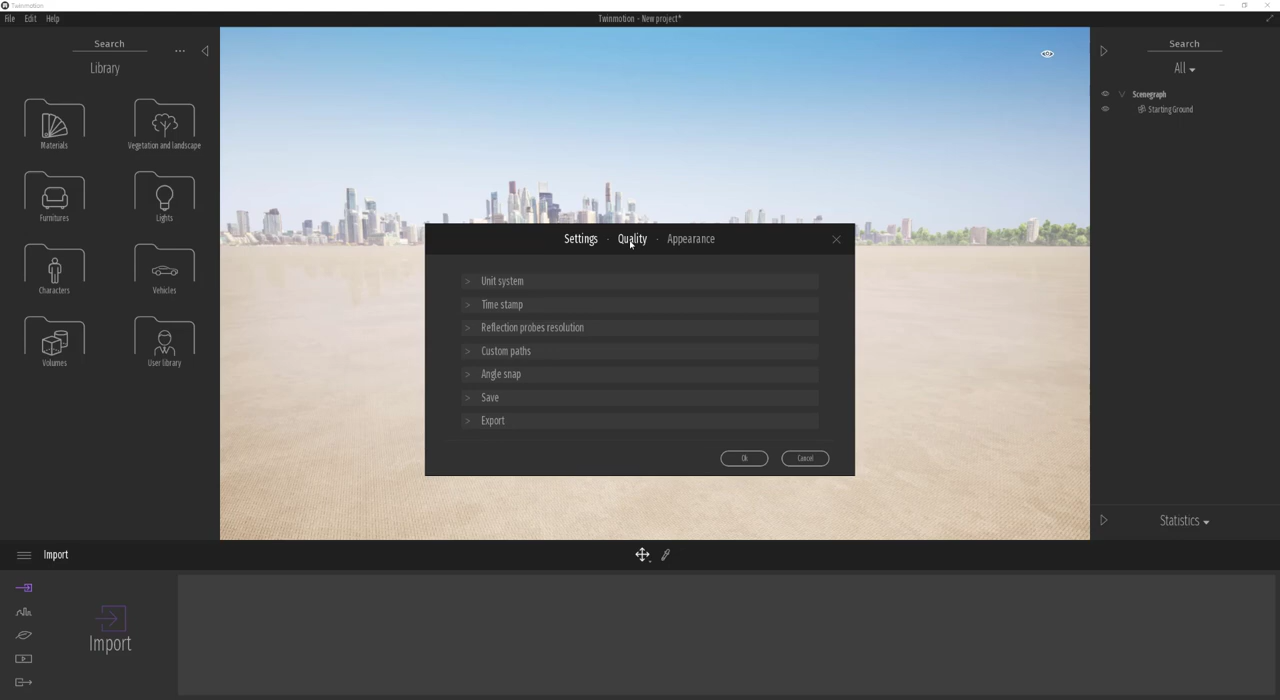 Twinmotion
File Edit Help
Twinmotion - New project*
Search
...
Library
Materials
Vegetation and landscape
Furnitures
Lights
Characters
Vehicles
Volumes
User library
Settings · Quality · Appearance
> Unit system
> Time stamp
> Reflection probes resolution
> Custom paths
> Angle snap
> Save
> Export
Ok
Cancel
Search
All
Scenegraph
Starting Ground
Statistics
Import
Import